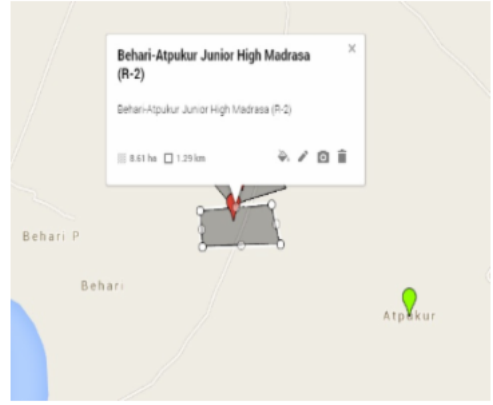 Behari-Atpukur Junior High Madrasa
(R-2)
Behari-Atpukur Junior High Madrasa (R-2)
8.61 ha 1.29 km
Behari P
Behari
Atpukur